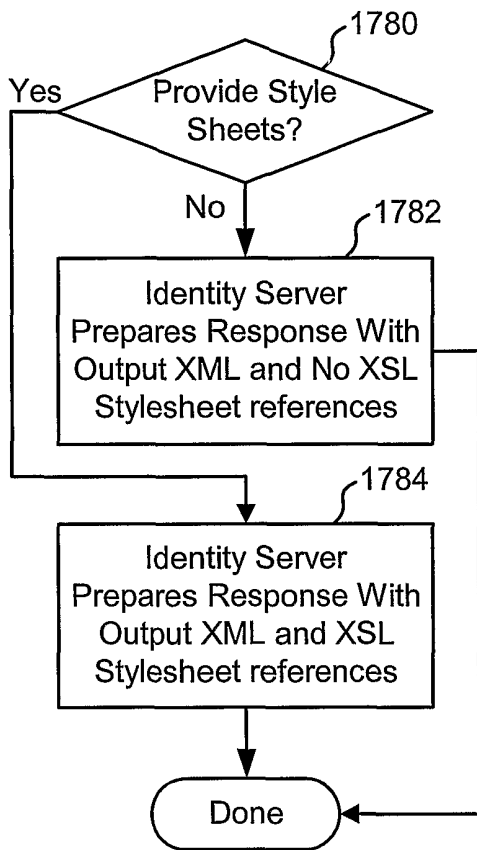 1780
Yes
Provide Style
Sheets?
No
1782
Identity Server
Prepares Response With
Output XML and No XSL
Stylesheet references
1784
Identity Server
Prepares Response With
Output XML and XSL
Stylesheet references
Done